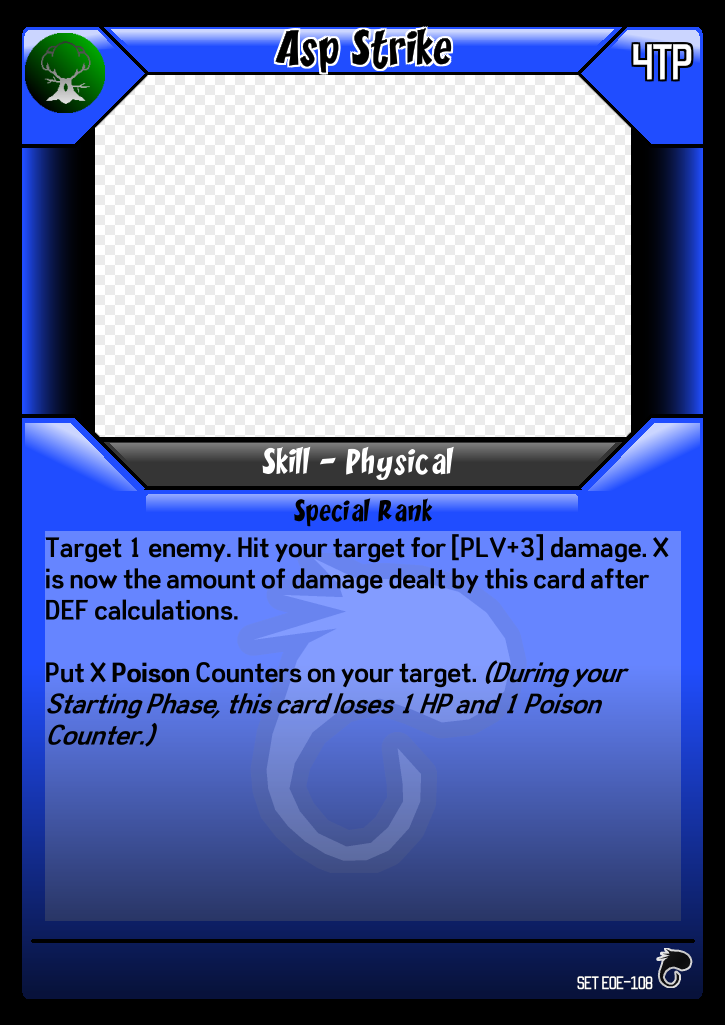 Asp Strike
4TP
Skill - Physical
Special Rank
Target 1 enemy. Hit your target for [PLV+3] damage. X
is now the amount of damage dealt by this card after
DEF calculations.
Put X Poison Counters on your target. (During your
Starting Phase, this card loses 1 HP and 1 Poison
Counter.)
SET EOE-108